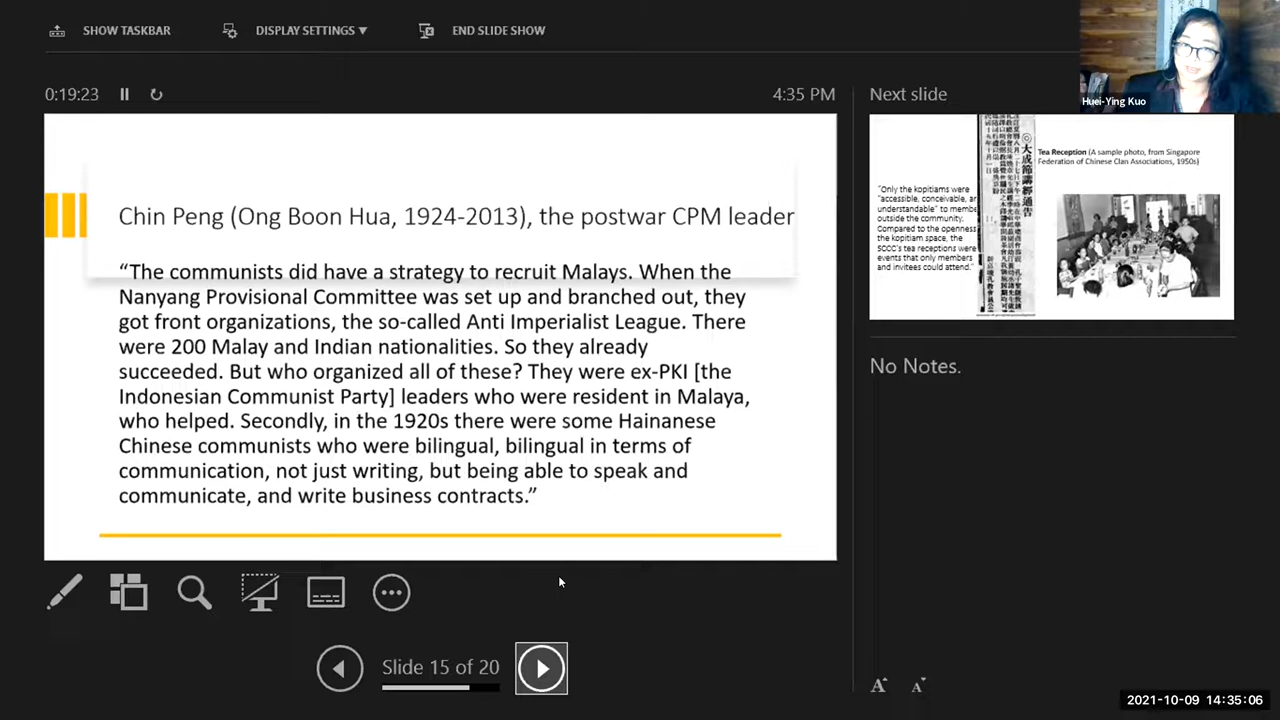 SHOW TASKBAR
DISPLAY SETTINGS ▼
END SLIDE SHOW
0:19:23
4:35 PM
Chin Peng (Ong Boon Hua, 1924-2013), the postwar CPM leader
“The communists did have a strategy to recruit Malays. When the
Nanyang Provisional Committee was set up and branched out, they
got front organizations, the so-called Anti Imperialist League. There
were 200 Malay and Indian nationalities. So they already
succeeded. But who organized all of these? They were ex-PKI [the
Indonesian Communist Party] leaders who were resident in Malaya,
who helped. Secondly, in the 1920s there were some Hainanese
Chinese communists who were bilingual, bilingual in terms of
communication, not just writing, but being able to speak and
communicate, and write business contracts.”
Slide 15 of 20
Huei-Ying Kuo
Next slide
“Only the kopitiams were
“accessible, conceivable, an
understandable” to memb
outside the community.
Compared to the openness
the kopitiam space, the
SCCC’s tea receptions were
events that only members
and invitees could attend.”
大成節講經通告
Tea Reception (A sample photo, from Singapore
Federation of Chinese Clan Associations, 1950s)
No Notes.
A A
2021-10-09 14:35:06